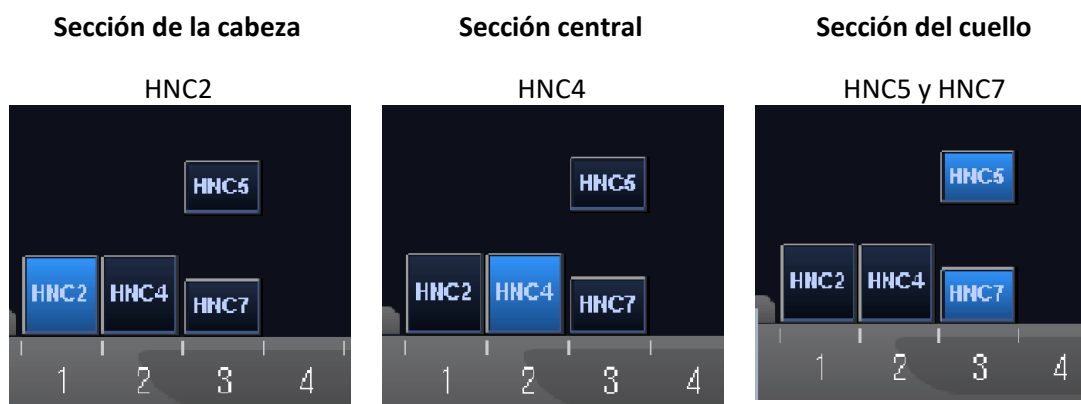 Sección de la cabeza
HNC2
HNC5
HNC2 HNC4 HNC7
1 2 3 4
Sección central
HNC4
HNC5
HNC2 HNC4 HNC7
1 2 3 4
Sección del cuello
HNC5 y HNC7
HNC5
HNC2 HNC4 HNC7
1 2 3 4